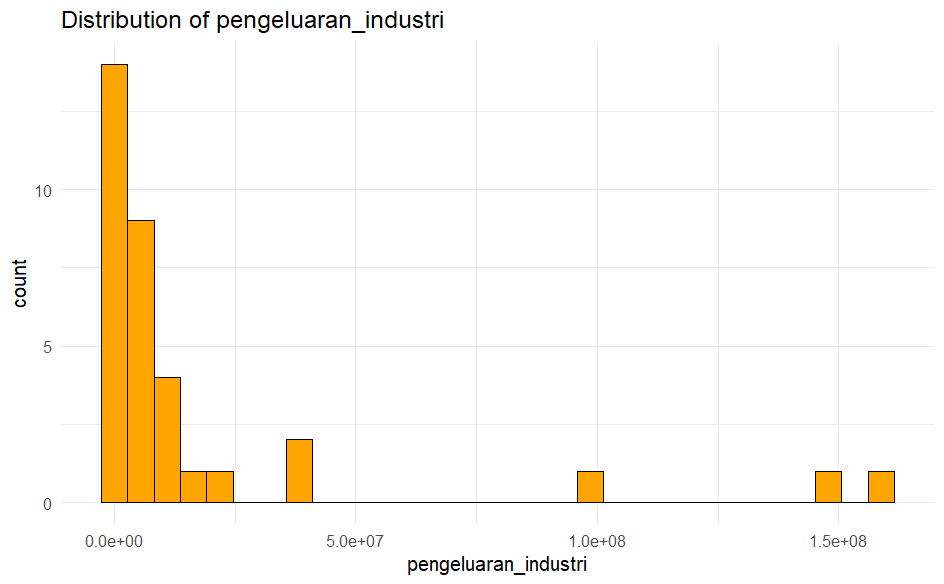 Distribution of pengeluaran_industri
10
5
0
count
0.0e+00 5.0e+07 1.0e+08 1.5e+08
pengeluaran_industri